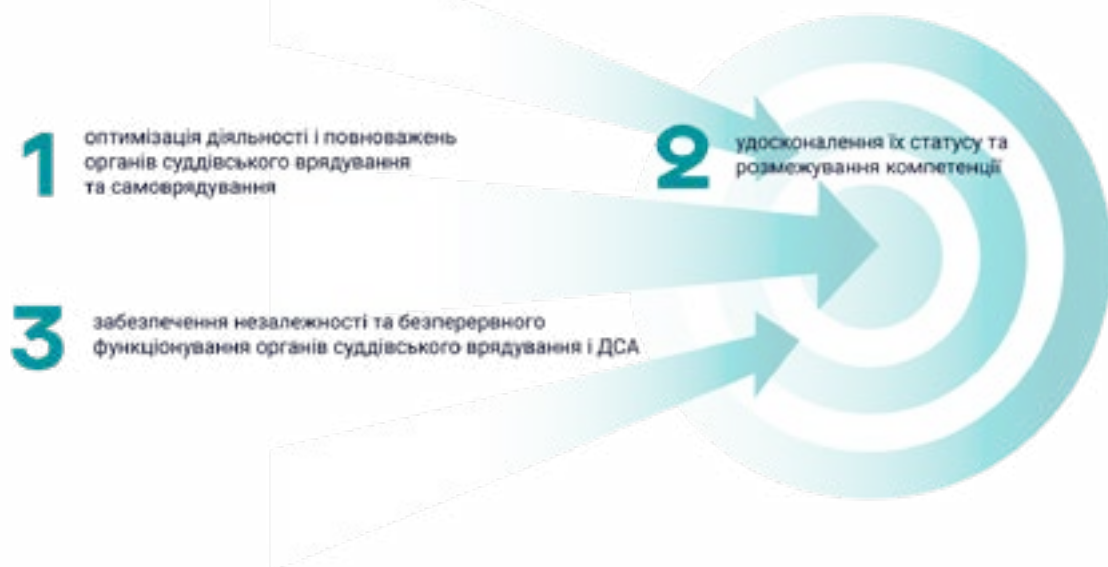 1
оптимізація діяльності і повноважень
органів суддівського врядування
та самоврядування
2
удосконалення їх статусу та
розмежування компетенції
3
забезпечення незалежності та безперервного
функціонування органів суддівського врядування і ДСА